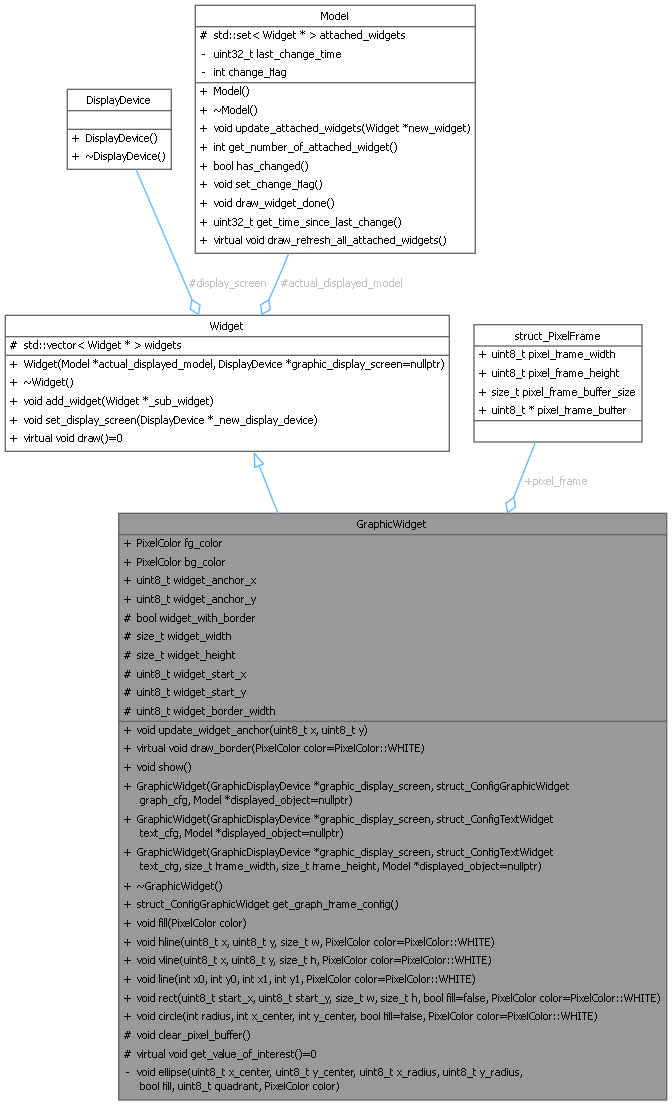 Model
# std::set< Widget * > attached_widgets
- uint32_t last_change_time
- int change_flag
+ Model()
+ ~Model()
+ void update_attached_widgets(Widget *new_widget)
+ int get_number_of_attached_widget()
+ bool has_changed()
+ void set_change_flag()
+ void draw_widget_done()
+ uint32_t get_time_since_last_change()
+ virtual void draw_refresh_all_attached_widgets()
DisplayDevice
+ DisplayDevice()
+ ~DisplayDevice()
#display_screen
#actual_displayed_model
Widget
# std::vector< Widget * > widgets
+ Widget(Model *actual_displayed_model, DisplayDevice *graphic_display_screen=nullptr)
+ ~Widget()
+ void add_widget(Widget *_sub_widget)
+ void set_display_screen(DisplayDevice *_new_display_device)
+ virtual void draw()=0
struct_PixelFrame
+ uint8_t pixel_frame_width
+ uint8_t pixel_frame_height
+ size_t pixel_frame_buffer_size
+ uint8_t * pixel_frame_buffer
+pixel_frame
GraphicWidget
+ PixelColor fg_color
+ PixelColor bg_color
+ uint8_t widget_anchor_x
+ uint8_t widget_anchor_y
# bool widget_with_border
# size_t widget_width
# size_t widget_height
# uint8_t widget_start_x
# uint8_t widget_start_y
# uint8_t widget_border_width
+ void update_widget_anchor(uint8_t x, uint8_t y)
+ virtual void draw_border(PixelColor color=PixelColor::WHITE)
+ void show()
+ GraphicWidget(GraphicDisplayDevice *graphic_display_screen, struct_ConfigGraphicWidget
graph_cfg, Model *displayed_object=nullptr)
+ GraphicWidget(GraphicDisplayDevice *graphic_display_screen, struct_ConfigTextWidget
text_cfg, Model *displayed_object=nullptr)
+ GraphicWidget(GraphicDisplayDevice *graphic_display_screen, struct_ConfigTextWidget
text_cfg, size_t frame_width, size_t frame_height, Model *displayed_object=nullptr)
+ ~GraphicWidget()
+ struct_ConfigGraphicWidget get_graph_frame_config()
+ void fill(PixelColor color)
+ void hline(uint8_t x, uint8_t y, size_t w, PixelColor color=PixelColor::WHITE)
+ void vline(uint8_t x, uint8_t y, size_t h, PixelColor color=PixelColor::WHITE)
+ void line(int x0, int y0, int x1, int y1, PixelColor color=PixelColor::WHITE)
+ void rect(uint8_t start_x, uint8_t start_y, size_t w, size_t h, bool fill=false, PixelColor color=PixelColor::WHITE)
+ void circle(int radius, int x_center, int y_center, bool fill=false, PixelColor color=PixelColor::WHITE)
# void clear_pixel_buffer()
# virtual void get_value_of_interest()=0
- void ellipse(uint8_t x_center, uint8_t y_center, uint8_t x_radius, uint8_t y_radius,
bool fill, uint8_t quadrant, PixelColor color)